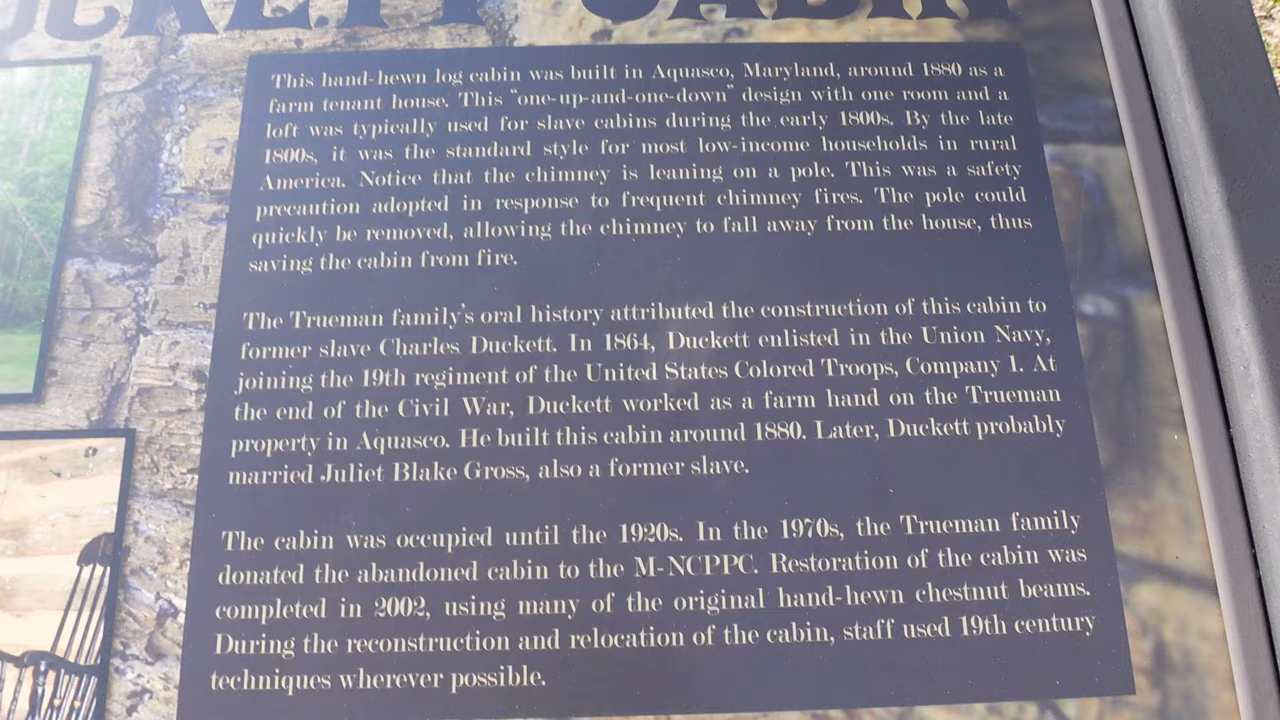 UCKETT CABIN
This hand-hewn log cabin was built in Aquasco, Maryland, around 1880 as a
farm tenant house. This “one-up-and-one-down” design with one room and a
loft was typically used for slave cabins during the early 1800s. By the late
1800s, it was the standard style for most low-income households in rural
America. Notice that the chimney is leaning on a pole. This was a safety
precaution adopted in response to frequent chimney fires. The pole could
quickly be removed, allowing the chimney to fall away from the house, thus
saving the cabin from fire.
The Trueman family’s oral history attributed the construction of this cabin to
former slave Charles Duckett. In 1864, Duckett enlisted in the Union Navy,
joining the 19th regiment of the United States Colored Troops, Company 1. At
the end of the Civil War, Duckett worked as a farm hand on the Trueman
property in Aquasco. He built this cabin around 1880. Later, Duckett probably
married Juliet Blake Gross, also a former slave.
The cabin was occupied until the 1920s. In the 1970s, the Trueman family
donated the abandoned cabin to the M-NCPPC. Restoration of the cabin was
completed in 2002, using many of the original hand-hewn chestnut beams.
During the reconstruction and relocation of the cabin, staff used 19th century
techniques wherever possible.